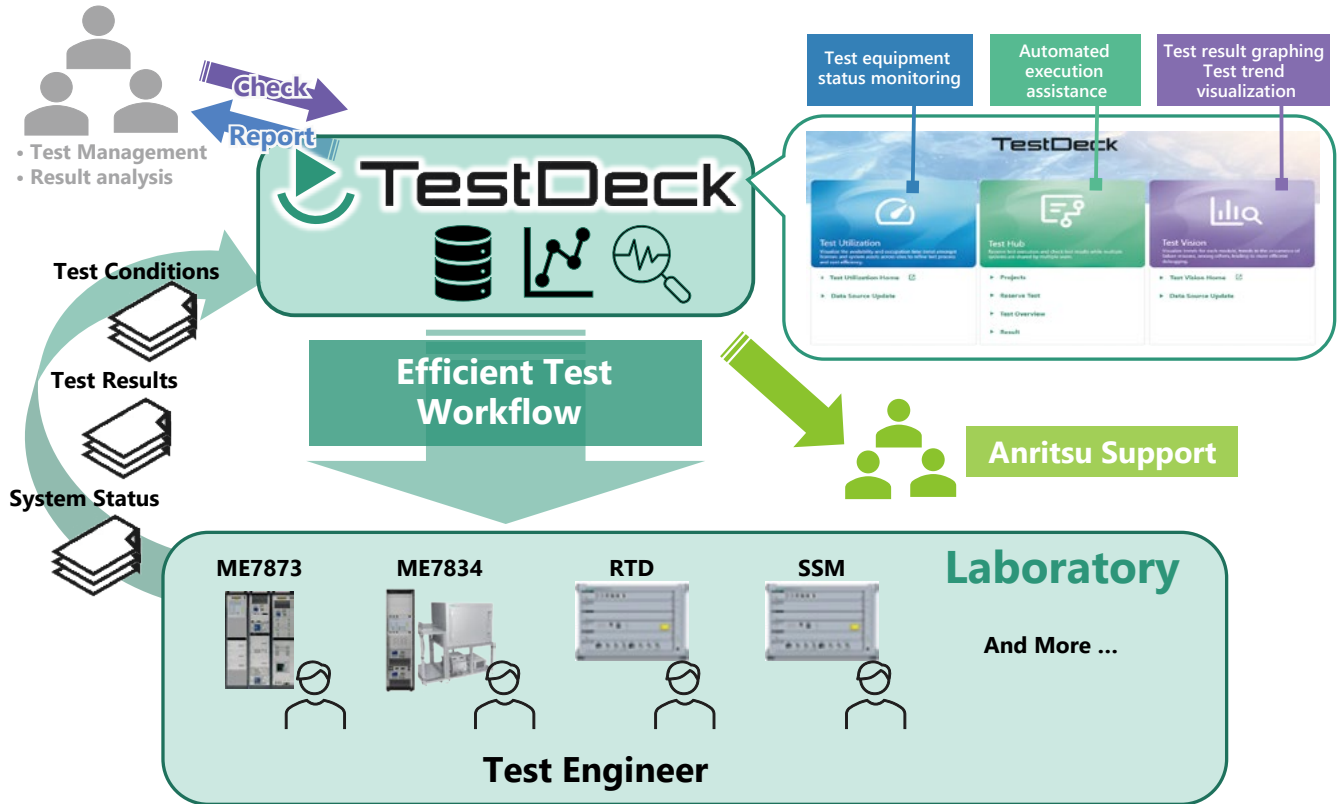 Check
Report
• Test Management
• Result analysis
TestDeck
Test equipment
status monitoring
Automated
execution
assistance
Test result graphing
Test trend
visualization
TestDeck
Test Utilization
Test Utilization Home
Data Source Update
Test Hub
Projects
Reserve Test
Test Overview
Result
Test Vision
Test Vision Home
Data Source Update
Test Conditions
Test Results
System Status
Efficient Test
Workflow
Anritsu Support
Laboratory
ME7873
ME7834
RTD
SSM
And More ...
Test Engineer